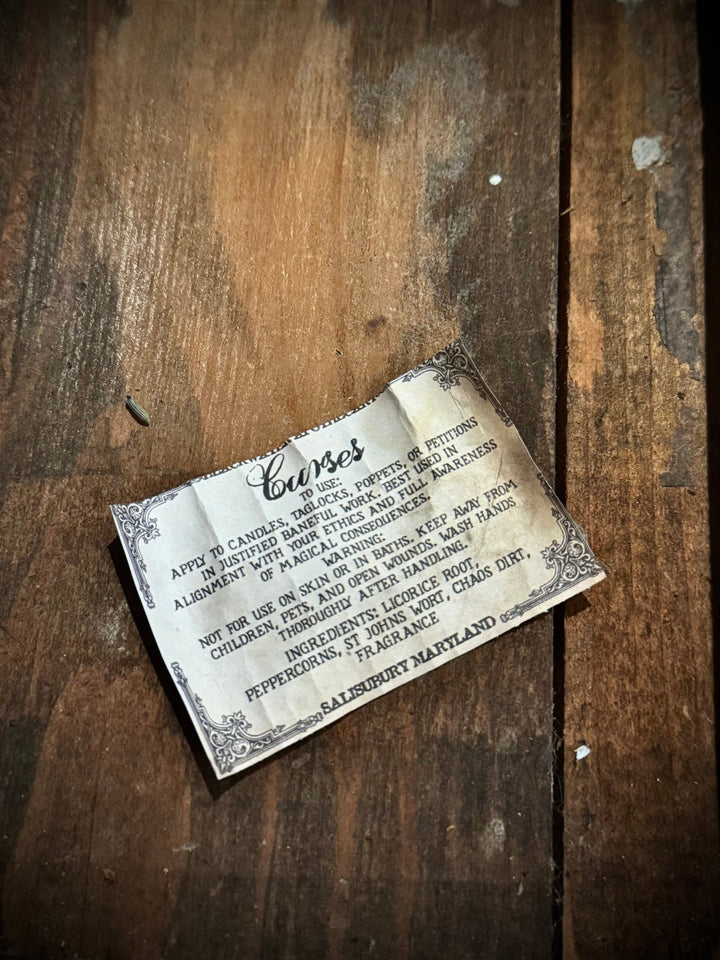 Curses
TO USE:
APPLY TO CANDLES, TAGLOCKS, POPPETS, OR PETITIONS
IN JUSTIFIED BANEFUL WORK. BEST USED IN
ALIGNMENT WITH YOUR ETHICS AND FULL AWARENESS
OF MAGICAL CONSEQUENCES.
WARNING:
NOT FOR USE ON SKIN OR IN BATHS. KEEP AWAY FROM
CHILDREN, PETS, AND OPEN WOUNDS. WASH HANDS
THOROUGHLY AFTER HANDLING.
INGREDIENTS: LICORICE ROOT,
PEPPERCORNS, ST JOHNS WORT, CHAOS DIRT,
FRAGRANCE
SALISUBURY MARYLAND